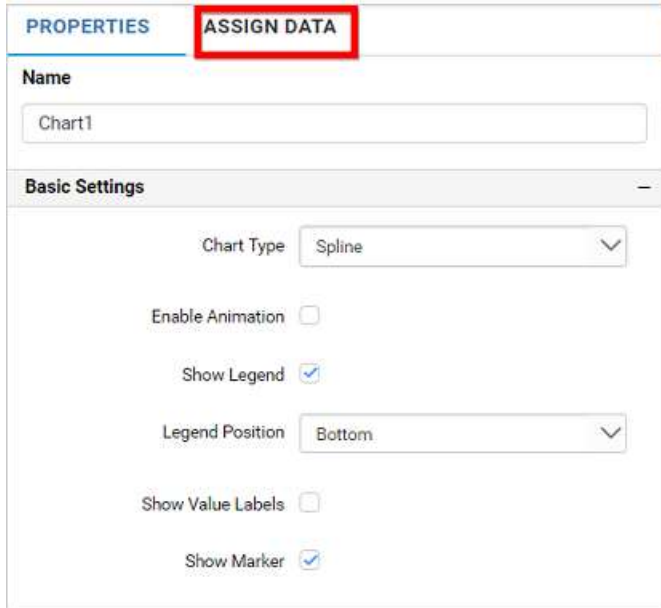 PROPERTIES ASSIGN DATA
Name
Chart1
Basic Settings
Chart Type Spline
Enable Animation
Show Legend
Legend Position Bottom
Show Value Labels
Show Marker